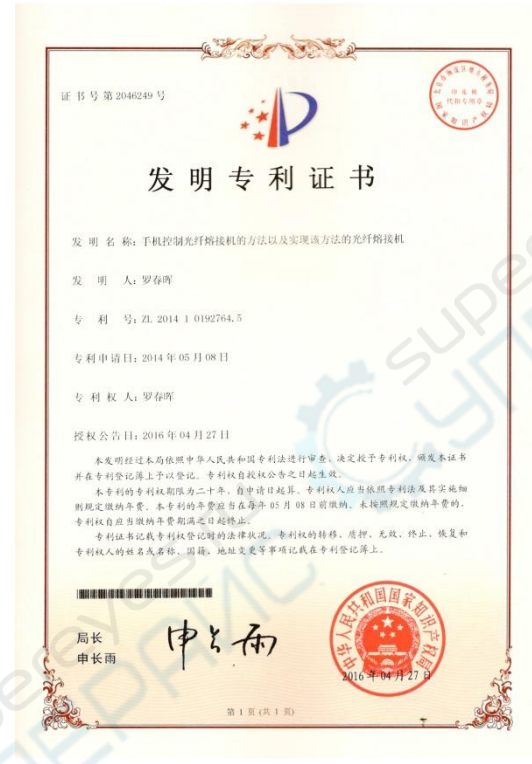 证书号第2046249号
发明专利证书
发 明 名 称：手机控制光纤熔接机的方法以及实现该方法的光纤熔接机
发 明 人：罗春晖
专 利 号：ZL 2014 1 0192764.5
专利申请日：2014年05月08日
专 利 权 人：罗春晖
授权公告日：2016年04月27日
本发明经过本局依照中华人民共和国专利法进行审查，决定授予专利权，颁发本证书
并在专利登记簿上予以登记。专利权自授权公告之日起生效。
本专利的专利权期限为二十年，自申请日起算。专利权人应当依照专利法及其实施细
则规定缴纳年费。本专利的年费应当在每年05月08日前缴纳。未按照规定缴纳年费的，
专利权自应当缴纳年费期满之日起终止。
专利证书记载专利权登记时的法律状况。专利权的转移、质押、无效、终止、恢复和
专利权人的姓名或名称、国籍、地址变更等事项记载在专利登记簿上。
局长
申长雨
申长雨
中华人民共和国国家知识产权局
2016年04月27日
第 1 页 (共 1 页)